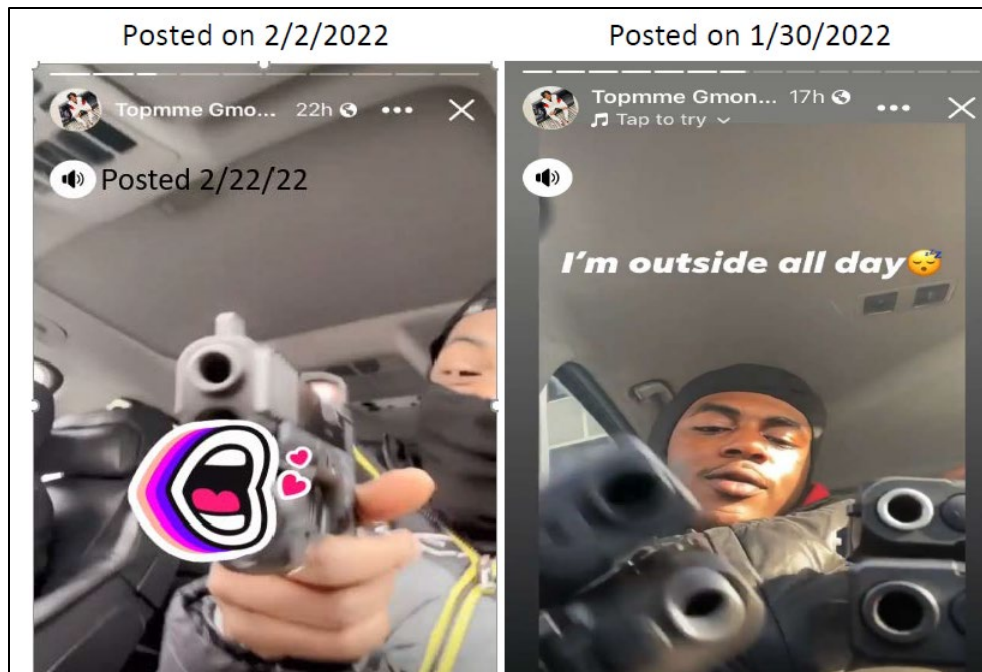 Posted on 2/2/2022
Topmme Gmo... 22h
Posted 2/22/22
Posted on 1/30/2022
Topmme Gmon... 17h
Tap to try
I'm outside all day😴